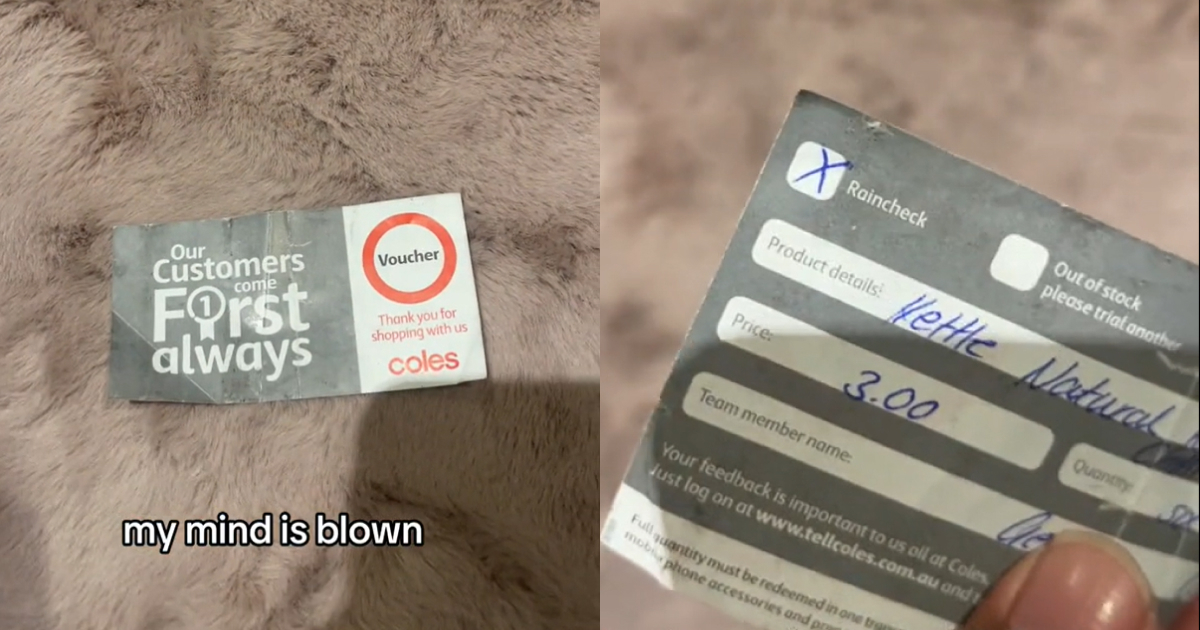 Our
Customers
come
F1rst
always
Voucher
Thank you for
shopping with us
coles
my mind is blown
X
Raincheck
Out of stock
please trial another
Product details: Kettle Natural
Price: 3.00
Quantity
Team member name:
Your feedback is important to us all at Coles.
Just log on at www.tellcoles.com.au and
Full quantity must be redeemed in one
mobile phone accessories and